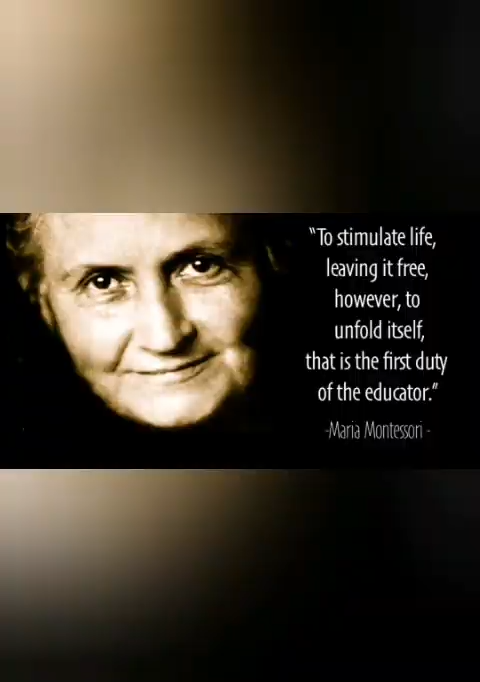 “To stimulate life,
leaving it free,
however, to
unfold itself,
that is the first duty
of the educator.”
-Maria Montessori -